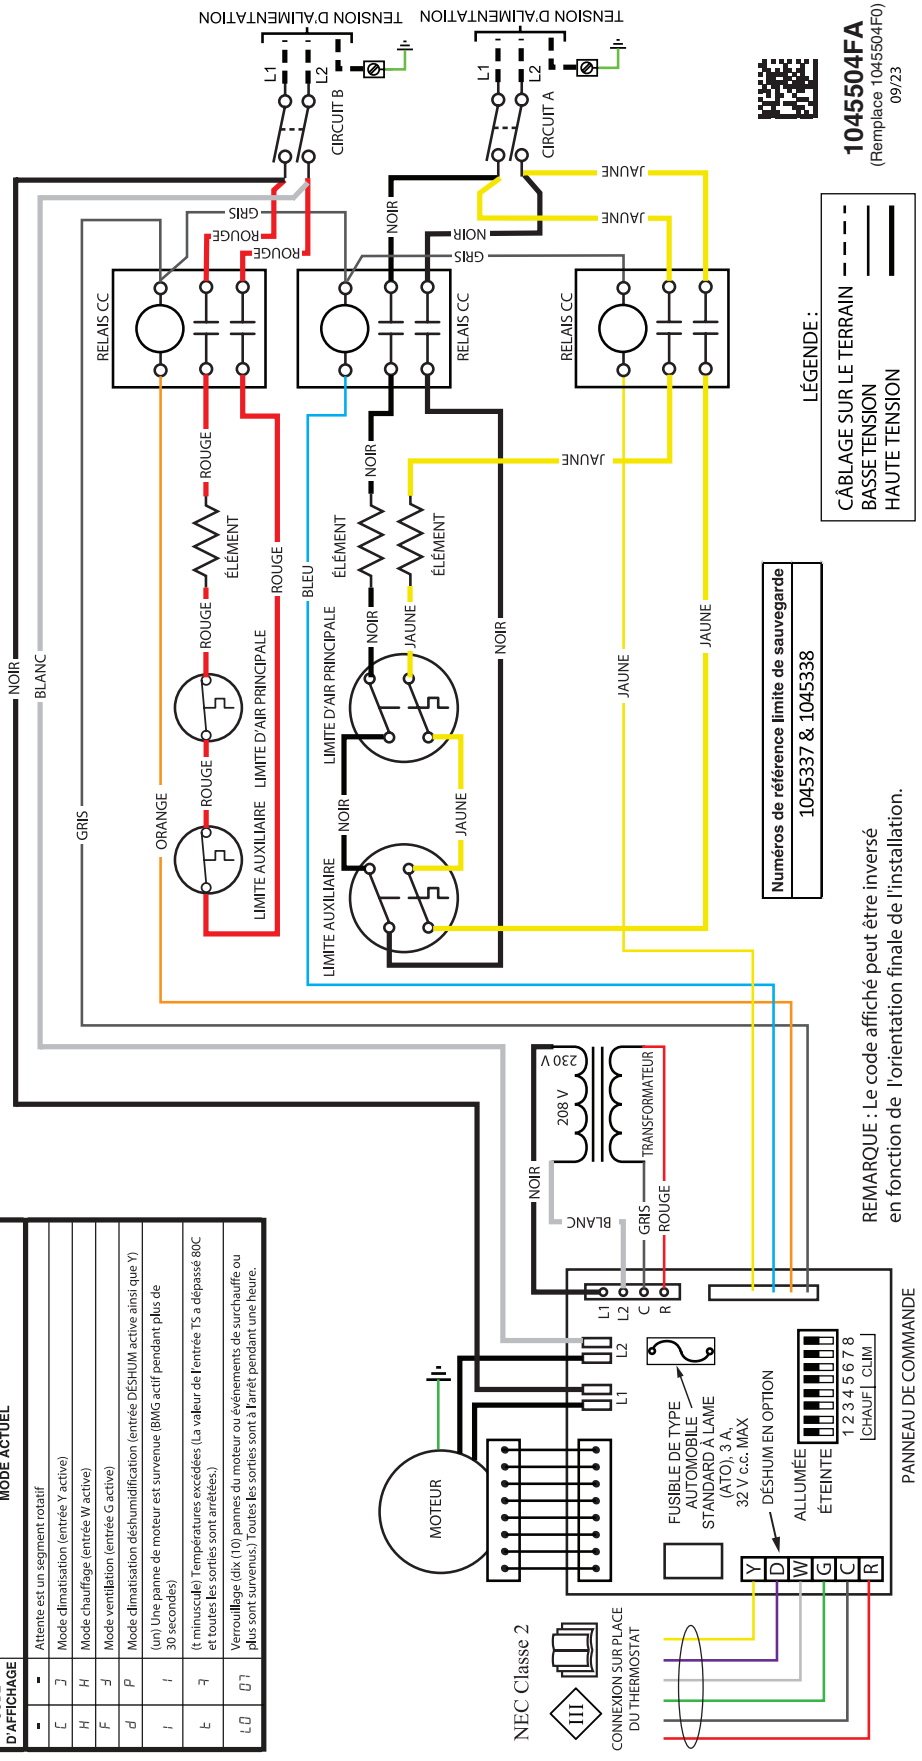 D'AFFICHAGE
MODE ACTUEL
Attente est un segment rotatif
Mode climatisation (entrée Y active)
Mode chauffage (entrée W active)
Mode ventilation (entrée G active)
Mode climatisation déshumidification (entrée DÉSHUM active ainsi que Y)
(un) Une panne de moteur est survenue (BMG actif pendant plus de
30 secondes)
(t minuscule) Températures excédées (La valeur de l'entrée TS a dépassé 80C
et toutes les sorties sont arrêtées.)
Verrouillage (dix (10) pannes du moteur ou événements de surchauffe ou
plus sont survenus.) Toutes les sorties sont à l'arrêt pendant une heure.
NOIR
BLANC
GRIS
ORANGE
TENSION D'ALIMENTATION
L1
L2
CIRCUIT B
TENSION D'ALIMENTATION
L1
L2
CIRCUIT A
RELAIS CC
GRIS
ROUGE
ROUGE
ROUGE
ÉLÉMENT
ROUGE
ROUGE
LIMITE AUXILIAIRE
LIMITE D'AIR PRINCIPALE
ROUGE
BLEU
RELAIS CC
NOIR
NOIR
GRIS
NOIR
ÉLÉMENT
ÉLÉMENT
NOIR
JAUNE
LIMITE D'AIR PRINCIPALE
NOIR
JAUNE
LIMITE AUXILIAIRE
NOIR
RELAIS CC
JAUNE
JAUNE
JAUNE
JAUNE
JAUNE
NOIR
230 V
208 V
TRANSFORMATEUR
BLANC
GRIS
ROUGE
MOTEUR
L1
L2
L1
L2
C
R
FUSIBLE DE TYPE
AUTOMOBILE
STANDARD À LAME
(ATO), 3 A,
32 V c.c. MAX
DÉSHUM EN OPTION
ALLUMÉE
ÉTEINTE
1 2 3 4 5 6 7 8
CHAUF CLIM
Y
D
W
G
C
R
PANNEAU DE COMMANDE
NEC Classe 2
III
CONNEXION SUR PLACE
DU THERMOSTAT
REMARQUE : Le code affiché peut être inversé
en fonction de l'orientation finale de l'installation.
Numéros de référence limite de sauvegarde
1045337 & 1045338
LÉGENDE :
CÂBLAGE SUR LE TERRAIN
BASSE TENSION
HAUTE TENSION
1045504FA
(Remplace 1045504F0)
09/23